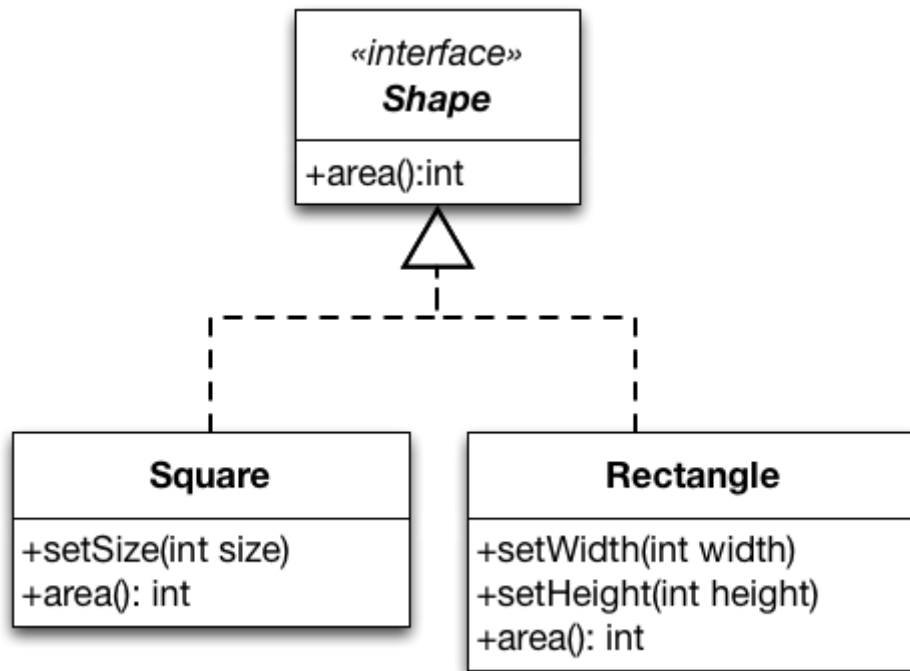 «interface»
Shape
+area():int
Square
+setSize(int size)
+area(): int
Rectangle
+setWidth(int width)
+setHeight(int height)
+area(): int